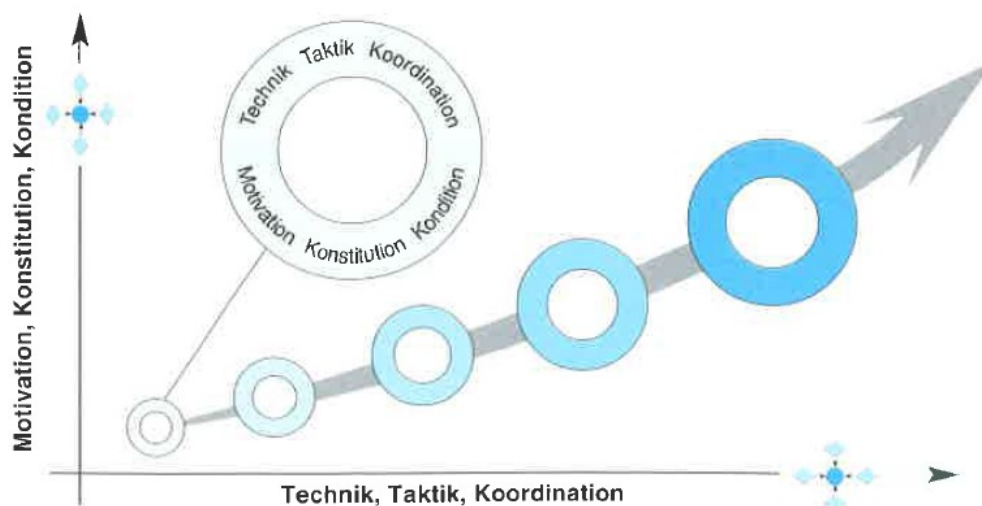 Motivation, Konstitution, Kondition
Technik Taktik Koordination
Motivation Konstitution Kondition
Technik, Taktik, Koordination